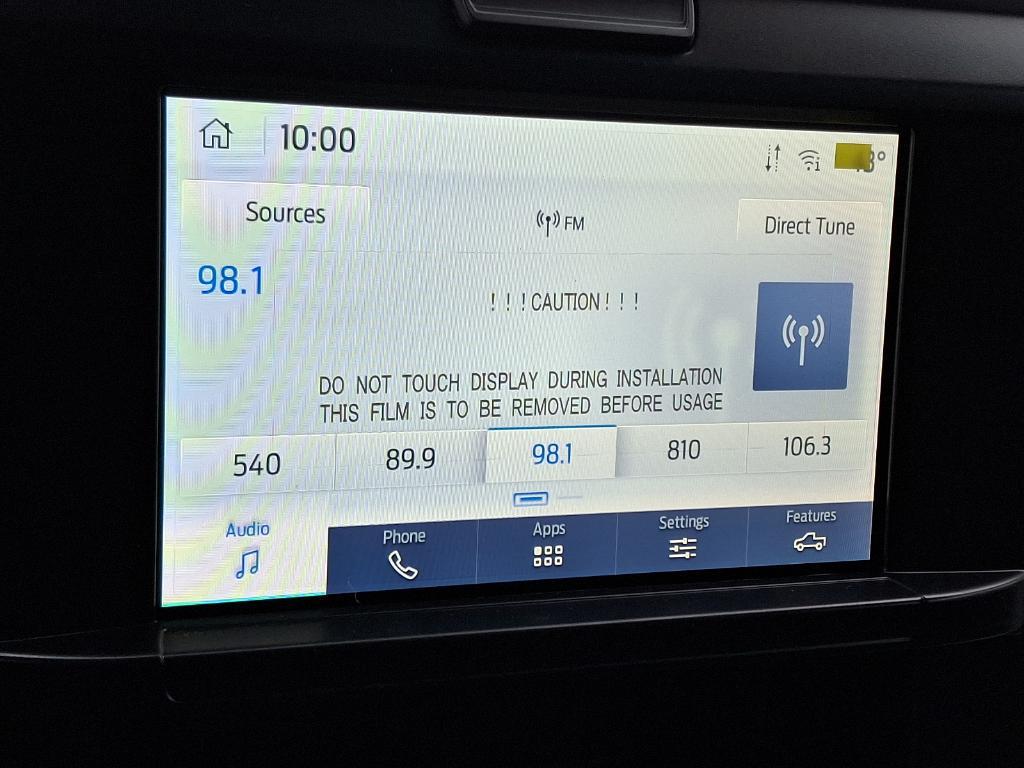 10:00
Sources
FM
Direct Tune
98.1
! ! ! CAUTION ! ! !
DO NOT TOUCH DISPLAY DURING INSTALLATION
THIS FILM IS TO BE REMOVED BEFORE USAGE
540 89.9 98.1 810 106.3
Audio Phone Apps Settings Features